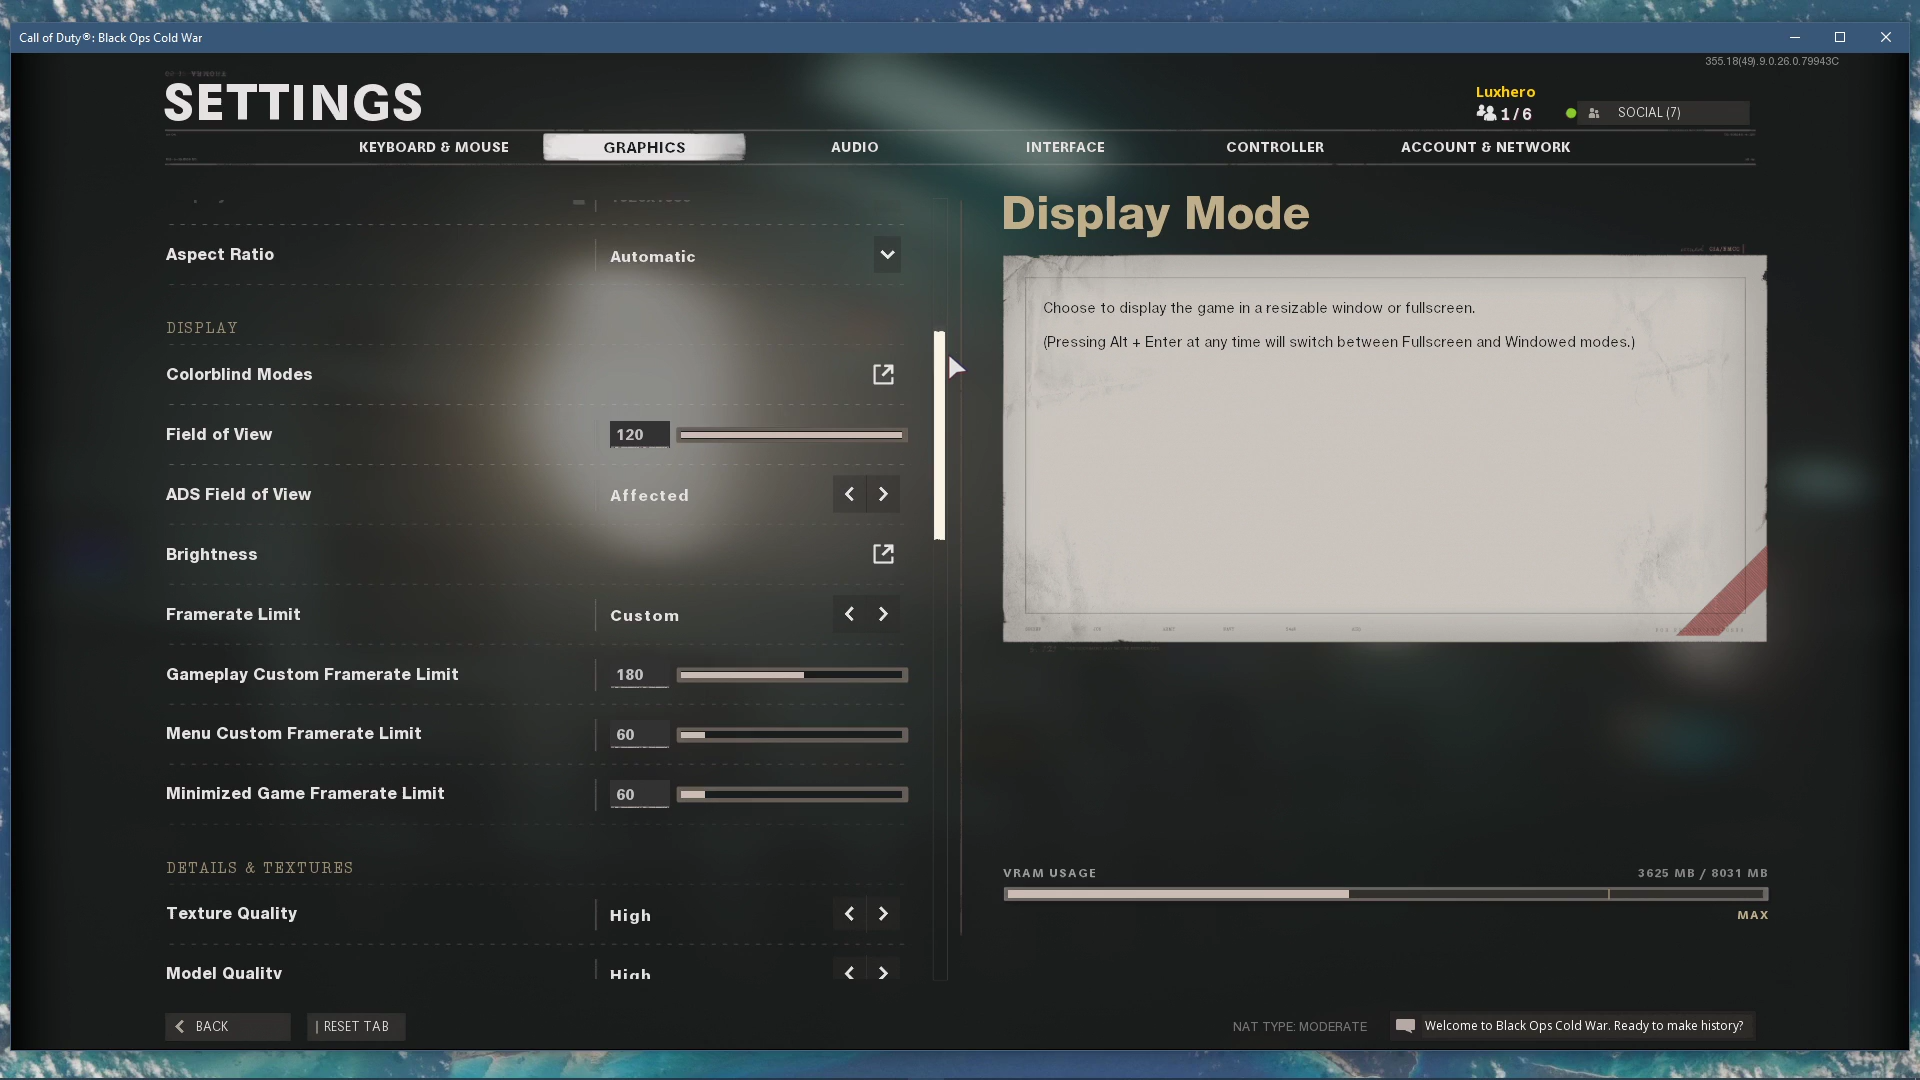 Call of Duty®: Black Ops Cold War
355.18(49).9.0.26.0.79943C
SETTINGS
Luxhero
1 / 6
SOCIAL (7)
KEYBOARD & MOUSE
GRAPHICS
AUDIO
INTERFACE
CONTROLLER
ACCOUNT & NETWORK
Aspect Ratio
Automatic
DISPLAY
Colorblind Modes
Field of View
120
ADS Field of View
Affected
Brightness
Framerate Limit
Custom
Gameplay Custom Framerate Limit
180
Menu Custom Framerate Limit
60
Minimized Game Framerate Limit
60
DETAILS & TEXTURES
Texture Quality
High
Model Quality
High
Display Mode
Choose to display the game in a resizable window or fullscreen.
(Pressing Alt + Enter at any time will switch between Fullscreen and Windowed modes.)
VRAM USAGE
3625 MB / 8031 MB
MAX
BACK
RESET TAB
NAT TYPE: MODERATE
Welcome to Black Ops Cold War. Ready to make history?